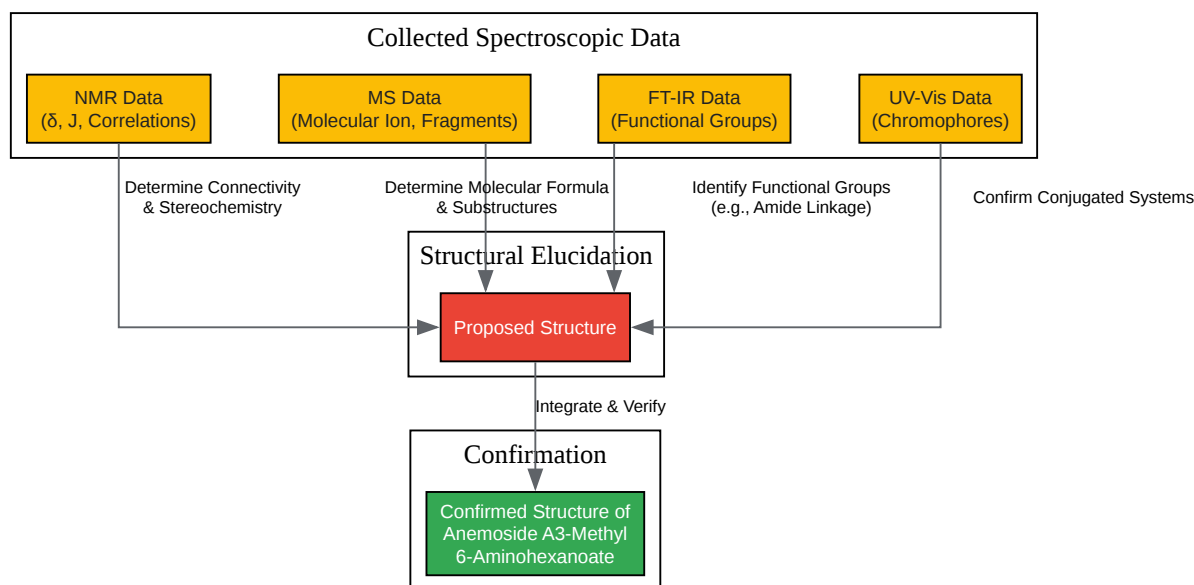 Collected Spectroscopic Data
NMR Data
(δ, J, Correlations)
MS Data
(Molecular Ion, Fragments)
FT-IR Data
(Functional Groups)
UV-Vis Data
(Chromophores)
Determine Connectivity
& Stereochemistry
Determine Molecular Formula
& Substructures
Identify Functional Groups
(e.g., Amide Linkage)
Confirm Conjugated Systems
Structural Elucidation
Proposed Structure
Integrate & Verify
Confirmation
Confirmed Structure of
Anemoside A3-Methyl
6-Aminohexanoate